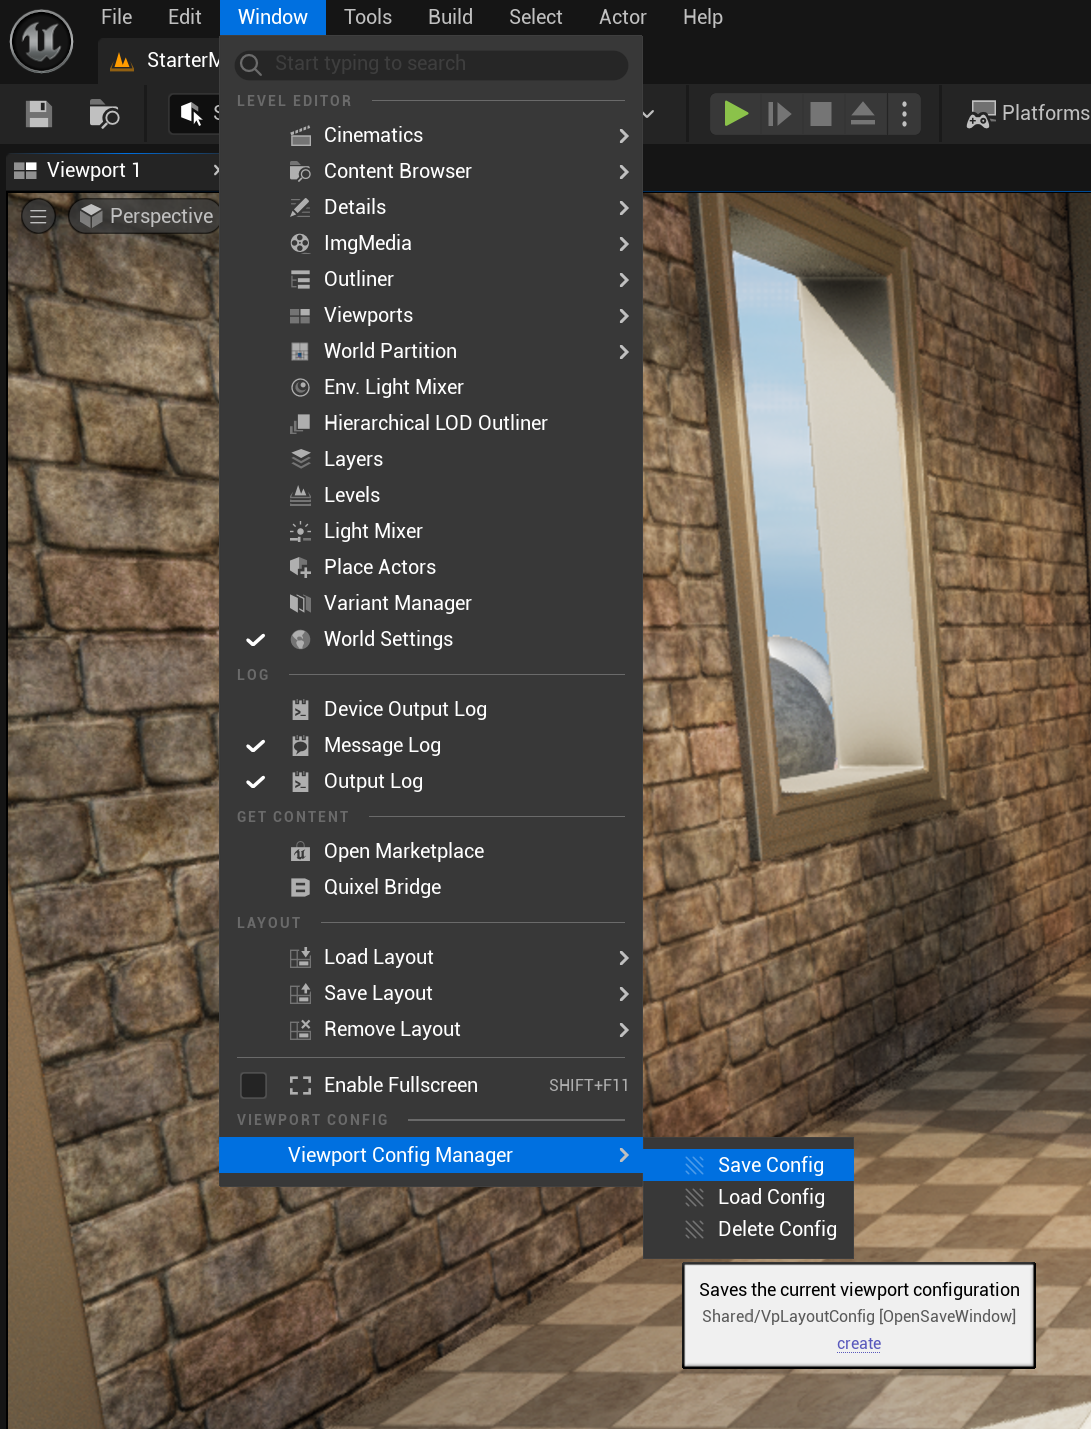 File Edit Window Tools Build Select Actor Help
StarterM
Start typing to search
LEVEL EDITOR
S
Platforms
Cinematics
Viewport 1
Content Browser
Perspective
Details
ImgMedia
Outliner
Viewports
World Partition
Env. Light Mixer
Hierarchical LOD Outliner
Layers
Levels
Light Mixer
Place Actors
Variant Manager
World Settings
LOG
Device Output Log
Message Log
Output Log
GET CONTENT
Open Marketplace
Quixel Bridge
LAYOUT
Load Layout
Save Layout
Remove Layout
Enable Fullscreen SHIFT+F11
VIEWPORT CONFIG
Viewport Config Manager
Save Config
Load Config
Delete Config
Saves the current viewport configuration
Shared/VpLayoutConfig [OpenSaveWindow]
create